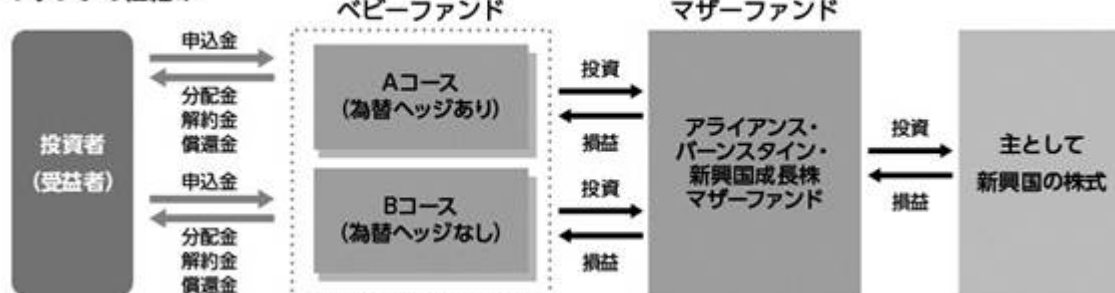 ベビーファンド
マザーファンド
投資者
(受益者)
申込金
分配金
解約金
償還金
申込金
分配金
解約金
償還金
Aコース
(為替ヘッジあり)
Bコース
(為替ヘッジなし)
投資
損益
投資
損益
アライアンス・
バーンスタイン・
新興国成長株
マザーファンド
投資
損益
主として
新興国の株式